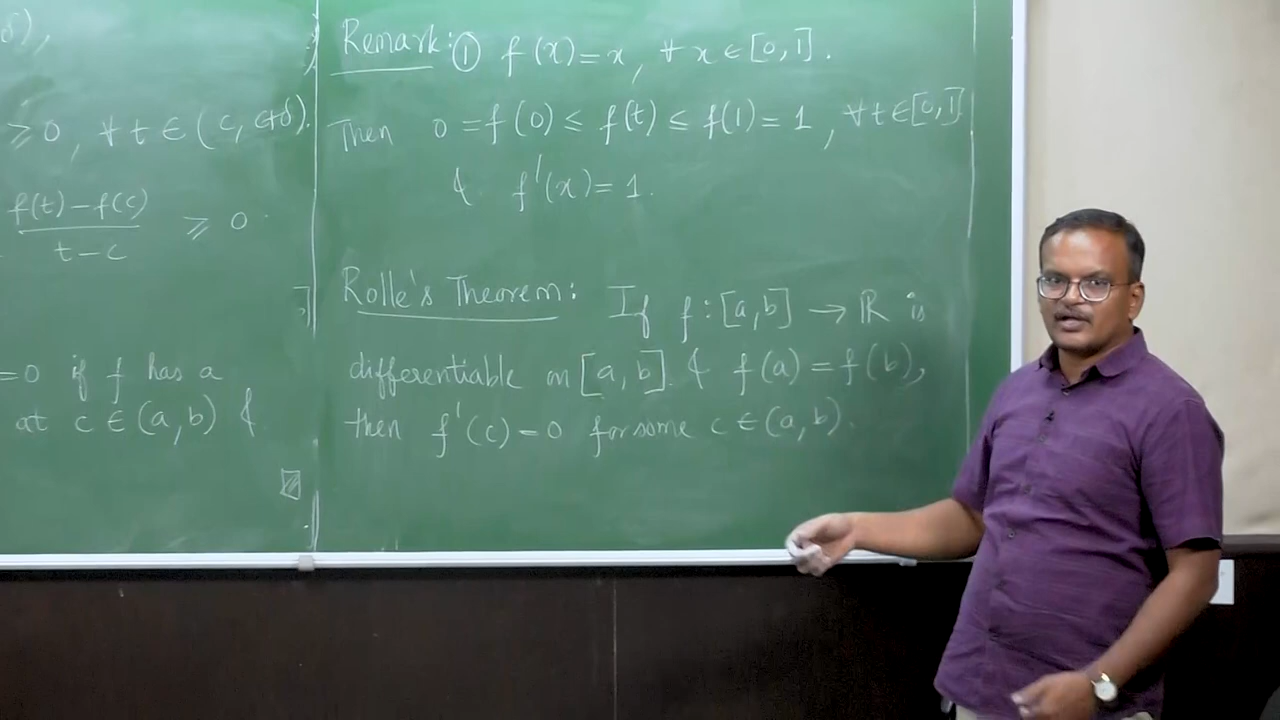 δ),
≥ 0, ∀ t ∈ (c, c+δ).
f(t) – f(c)
t – c
≥ 0
= 0 if f has a
at c ∈ (a, b) &
Remark: ① f(x) = x, ∀ x ∈ [0,1].
Then 0 = f(0) ≤ f(t) ≤ f(1) = 1, ∀ t ∈ [0,1]
& f'(x) = 1.
Rolle's Theorem: If f : [a,b] → ℝ is
differentiable on [a, b]. & f(a) = f(b),
then f'(c) = 0 for some c ∈ (a, b).